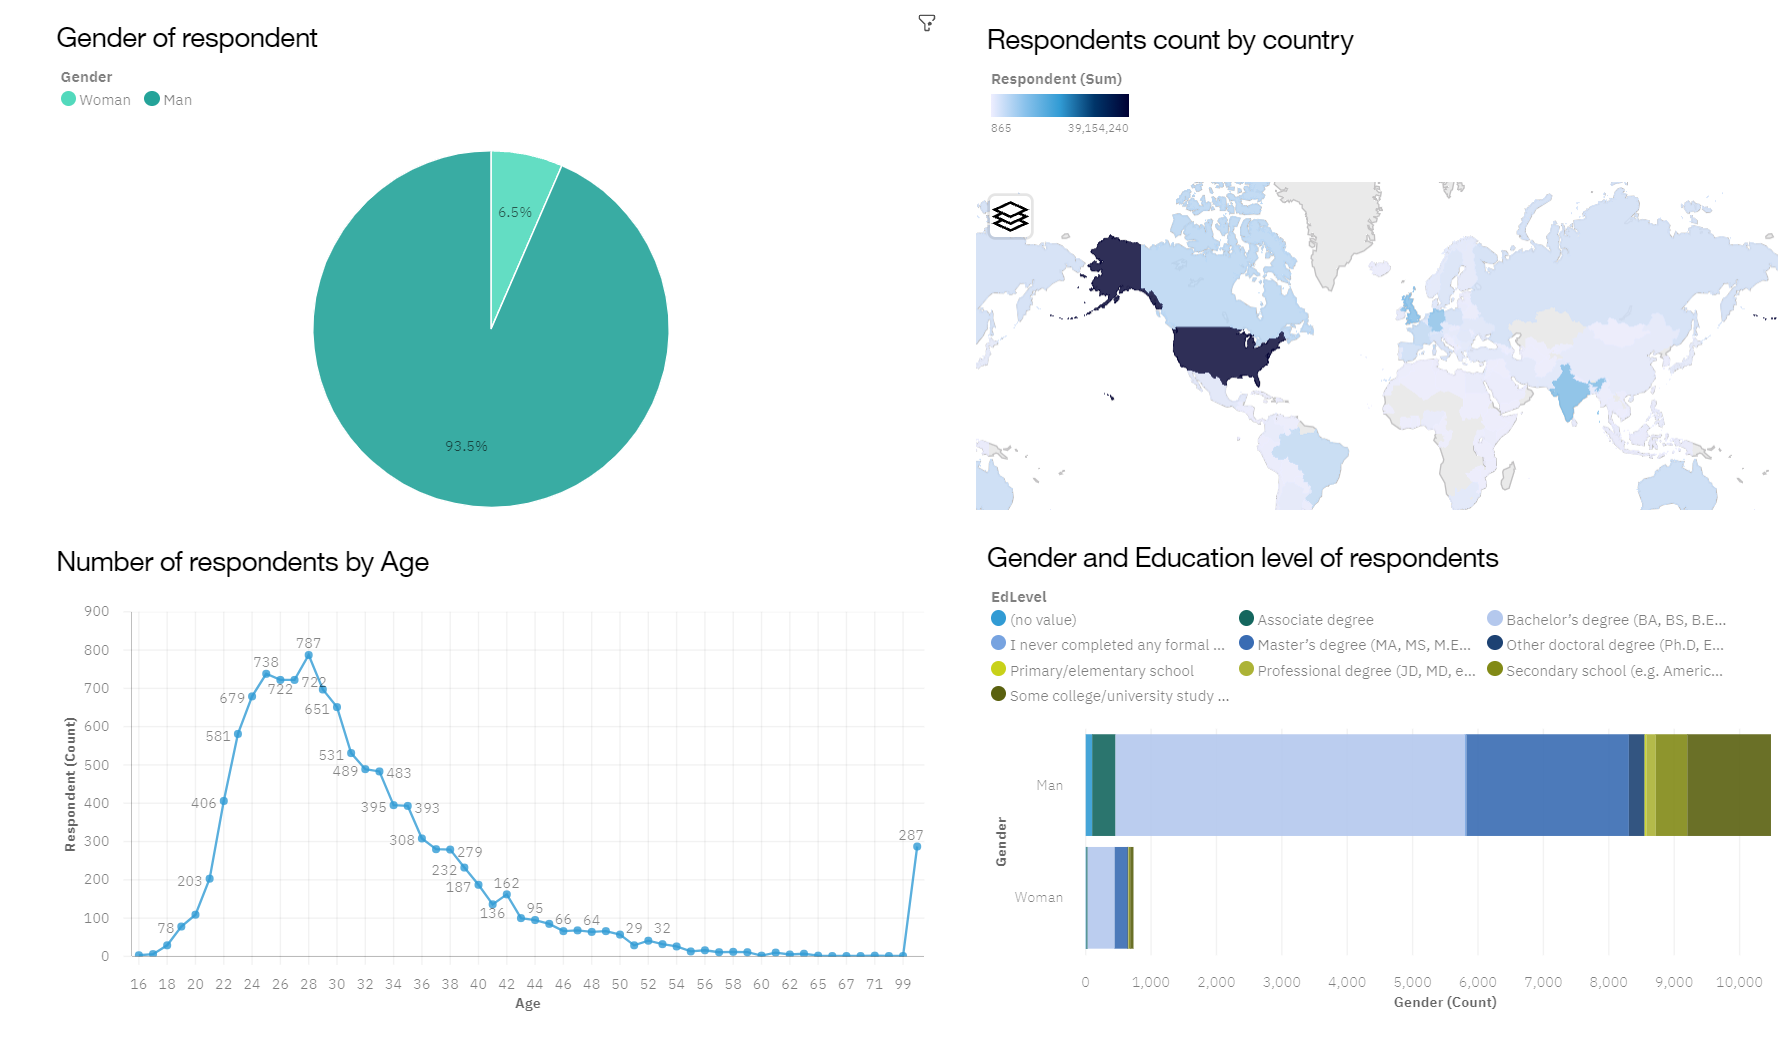 Gender of respondent
Gender
Woman Man
6.5%
93.5%
Respondents count by country
Respondent (Sum)
865 39,154,240
Number of respondents by Age
Respondent (Count)
900
800
700
600
500
400
300
200
100
0
78
203
406
581
679
738
722
787
722
651
531
489
483
395
393
308
279
232
187
136
162
95
66
64
29
32
287
16 18 20 22 24 26 28 30 32 34 36 38 40 42 44 46 48 50 52 54 56 58 60 62 65 67 71 99
Age
Gender and Education level of respondents
EdLevel
(no value) Associate degree Bachelor’s degree (BA, BS, B.E...
I never completed any formal ... Master’s degree (MA, MS, M.E... Other doctoral degree (Ph.D, E...
Primary/elementary school Professional degree (JD, MD, e... Secondary school (e.g. Americ...
Some college/university study ...
Gender
Man
Woman
0 1,000 2,000 3,000 4,000 5,000 6,000 7,000 8,000 9,000 10,000
Gender (Count)